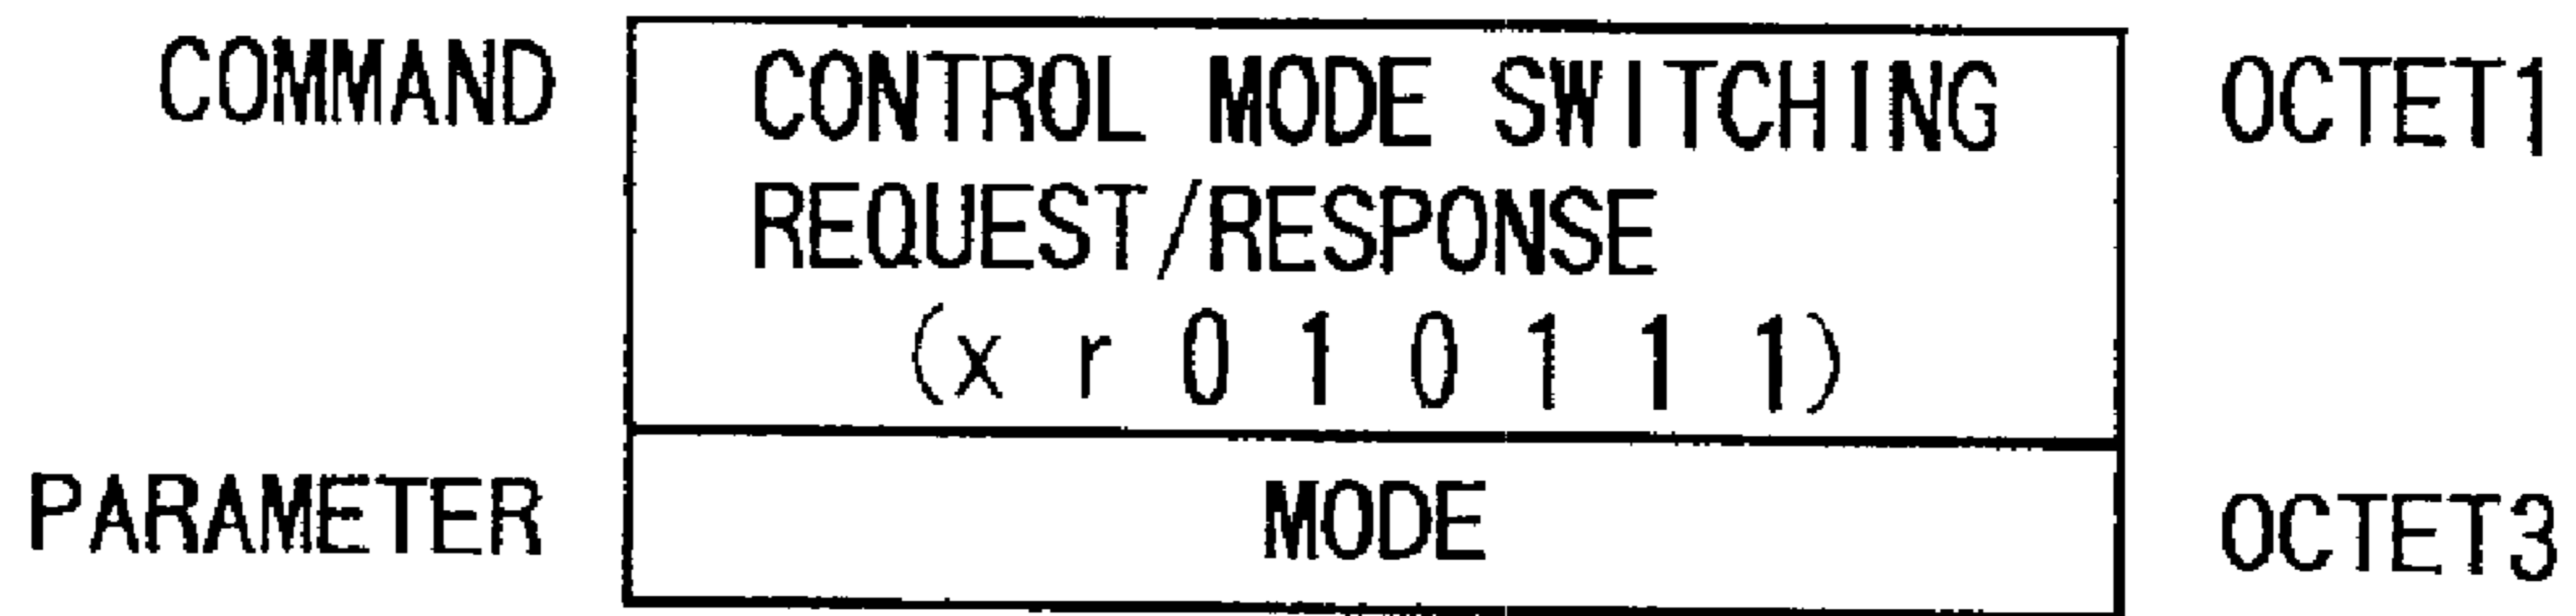 COMMAND CONTROL MODE SWITCHING OCTET1
REQUEST/RESPONSE
(x r 0 1 0 1 1 1)
PARAMETER MODE OCTET3